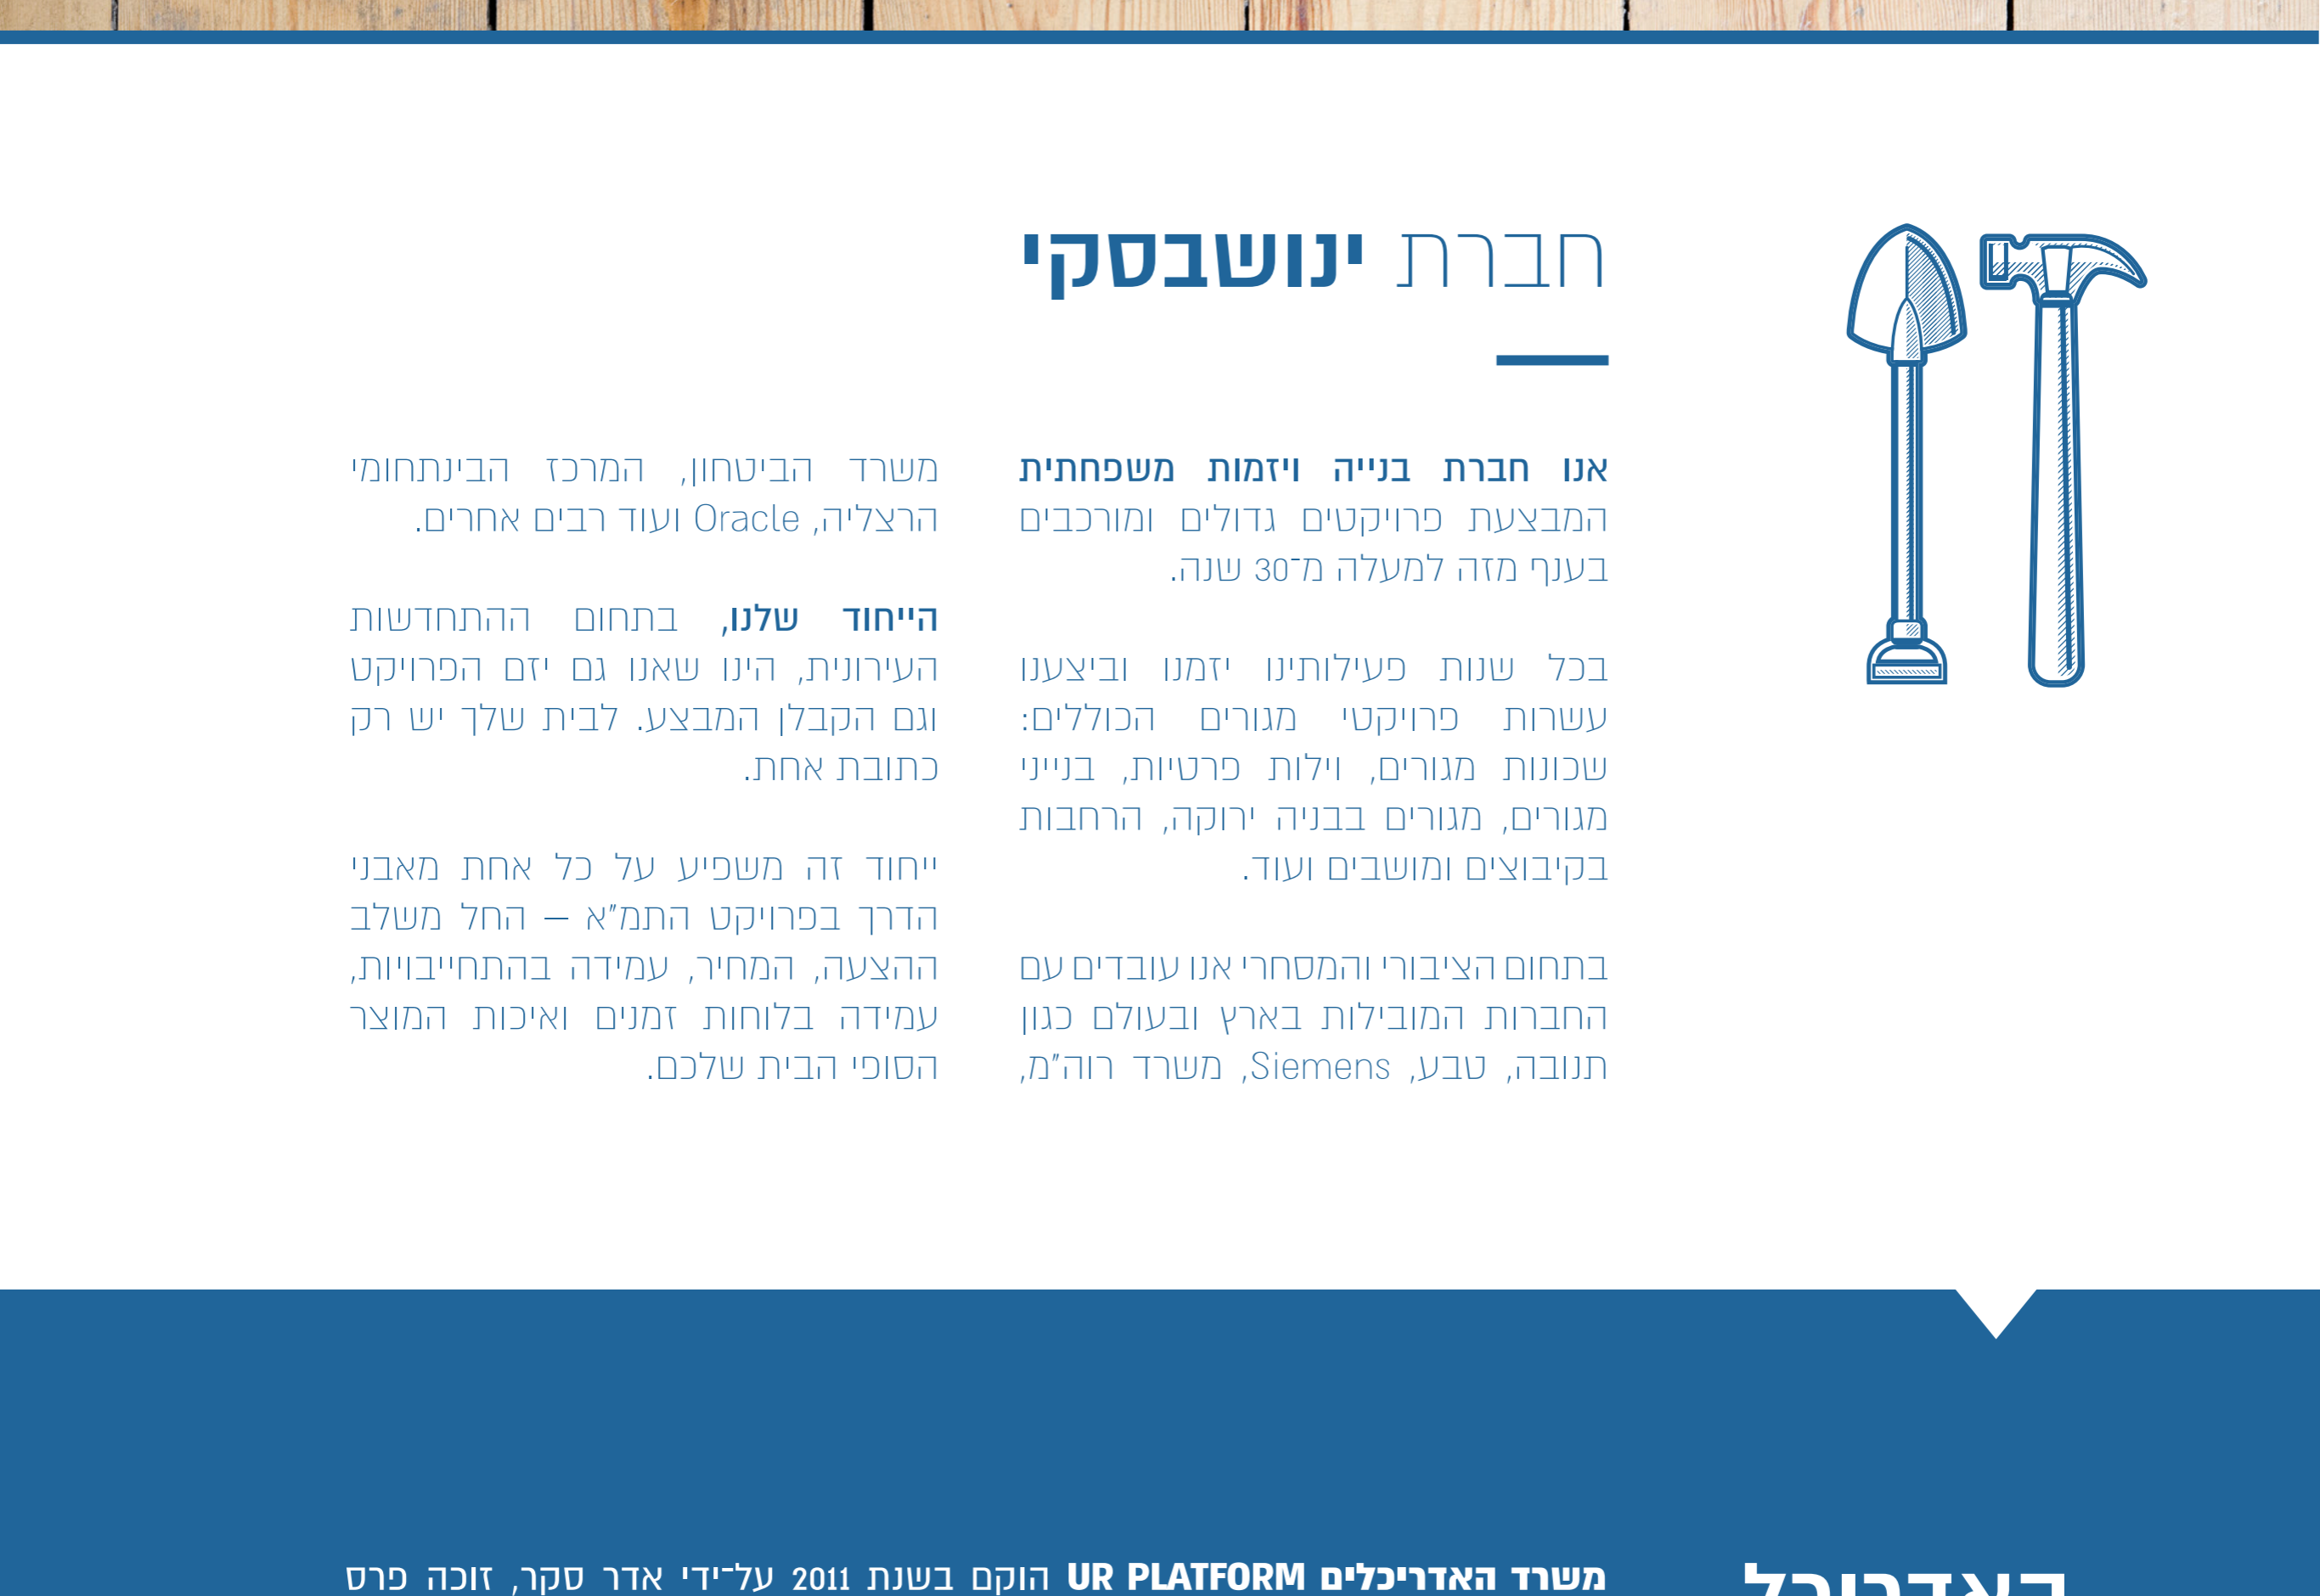 חברת ינושבסקי
אנו חברת בנייה ויזמות משפחתית
המבצעת פרויקטים גדולים ומורכבים
בענף מזה למעלה מ־30 שנה.
בכל שנות פעילותינו יזמנו וביצענו
עשרות פרויקטי מגורים הכוללים:
שכונות מגורים, וילות פרטיות, בנייני
מגורים, מגורים בבניה ירוקה, הרחבות
בקיבוצים ומושבים ועוד.
בתחום הציבורי והמסחרי אנו עובדים עם
החברות המובילות בארץ ובעולם כגון
תנובה, טבע, Siemens, משרד רוה"מ,
משרד הביטחון, המרכז הבינתחומי
הרצליה, Oracle ועוד רבים אחרים.
הייחוד שלנו, בתחום ההתחדשות
העירונית, הינו שאנו גם יזם הפרויקט
וגם הקבלן המבצע. לבית שלך יש רק
כתובת אחת.
ייחוד זה משפיע על כל אחת מאבני
הדרך בפרויקט התמ"א – החל משלב
ההצעה, המחיר, עמידה בהתחייבויות,
עמידה בלוחות זמנים ואיכות המוצר
הסופי הבית שלכם.
האדריכל
משרד האדריכלים UR PLATFORM הוקם בשנת 2011 על־ידי אדר סקר, זוכה פרס